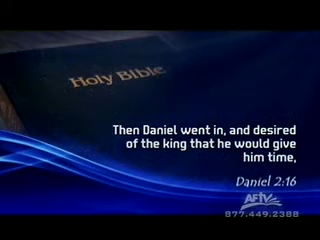 Holy Bible
Then Daniel went in, and desired
of the king that he would give
him time,
Daniel 2:16
AFTV
877.449.2388